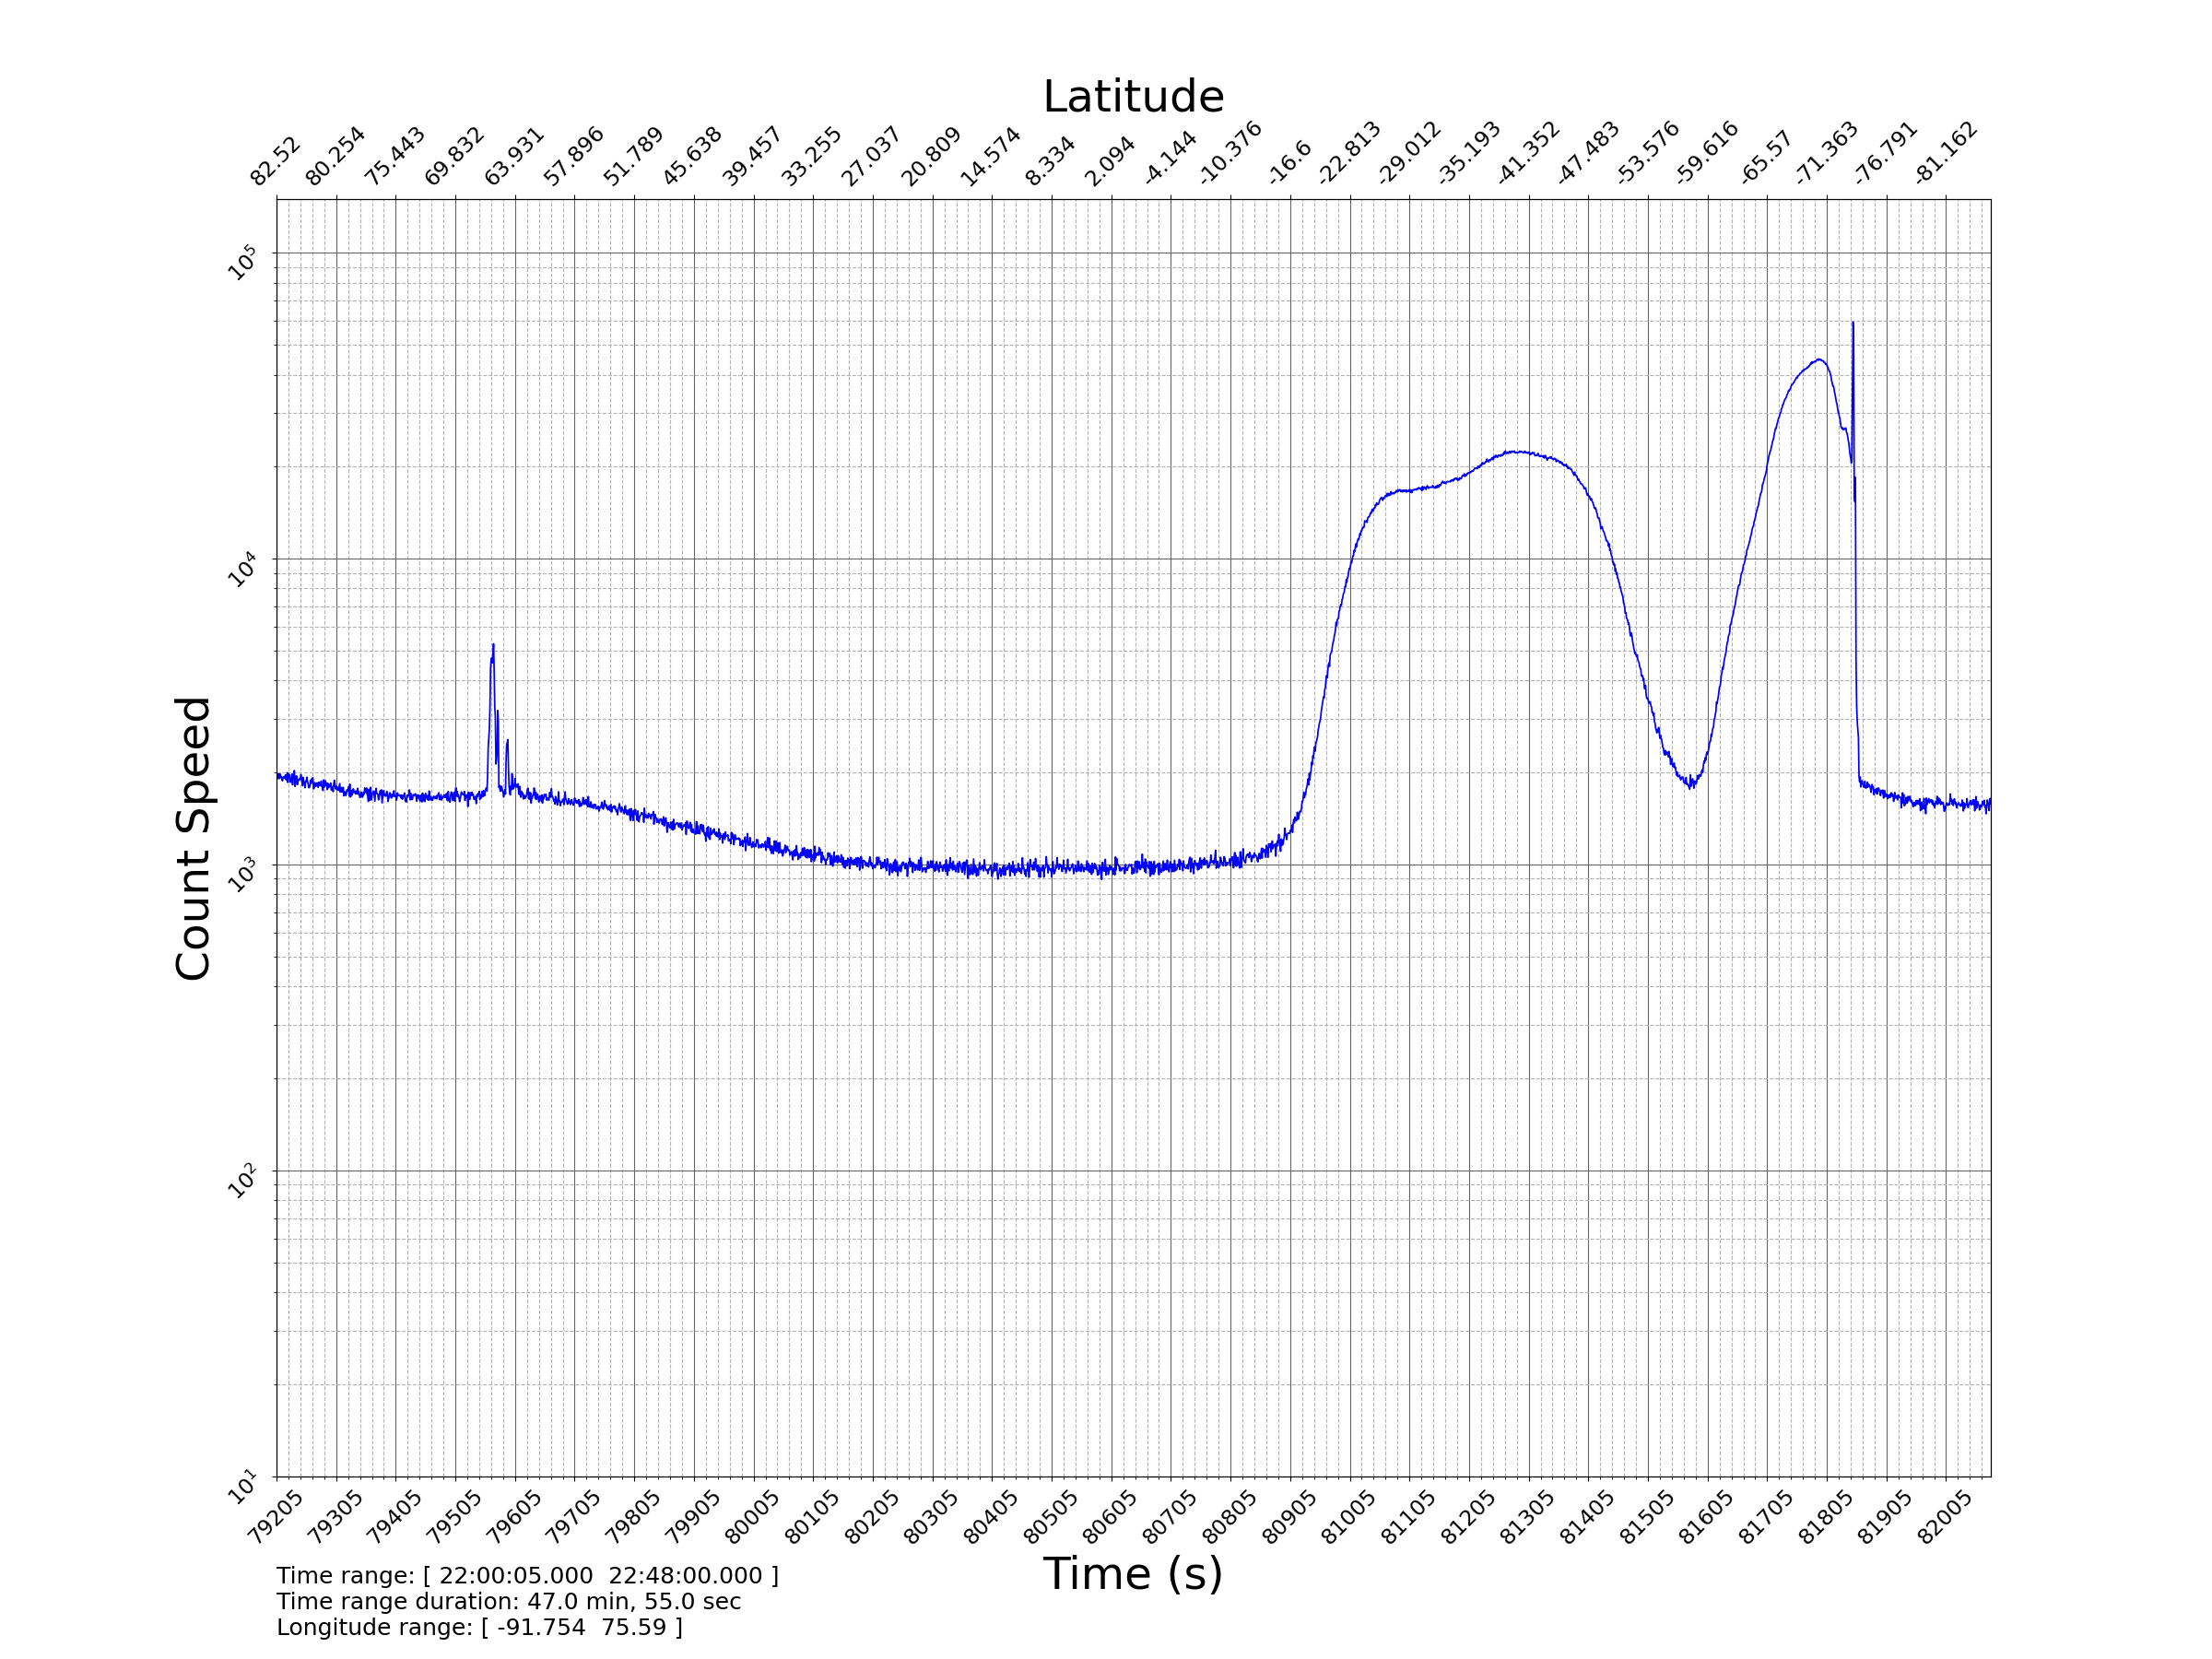 Latitude
82.52 80.254 75.443 69.832 63.931 57.896 51.789 45.638 39.457 33.255 27.037 20.809 14.574 8.334 2.094 -4.144 -10.376 -16.6 -22.813 -29.012 -35.193 -41.352 -47.483 -53.576 -59.616 -65.57 -71.363 -76.791 -81.162
10⁵
10⁴
10³
10²
10¹
Count Speed
79205 79305 79405 79505 79605 79705 79805 79905 80005 80105 80205 80305 80405 80505 80605 80705 80805 80905 81005 81105 81205 81305 81405 81505 81605 81705 81805 81905 82005
Time (s)
Time range: [ 22:00:05.000 22:48:00.000 ]
Time range duration: 47.0 min, 55.0 sec
Longitude range: [ -91.754 75.59 ]